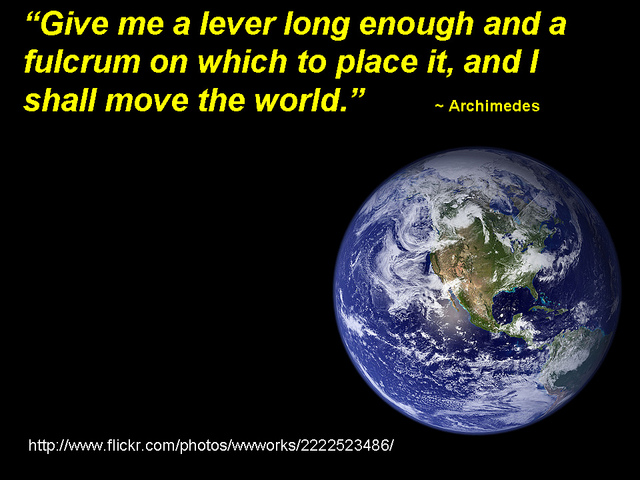 “Give me a lever long enough and a
fulcrum on which to place it, and I
shall move the world.” ~ Archimedes
http://www.flickr.com/photos/wwworks/2222523486/